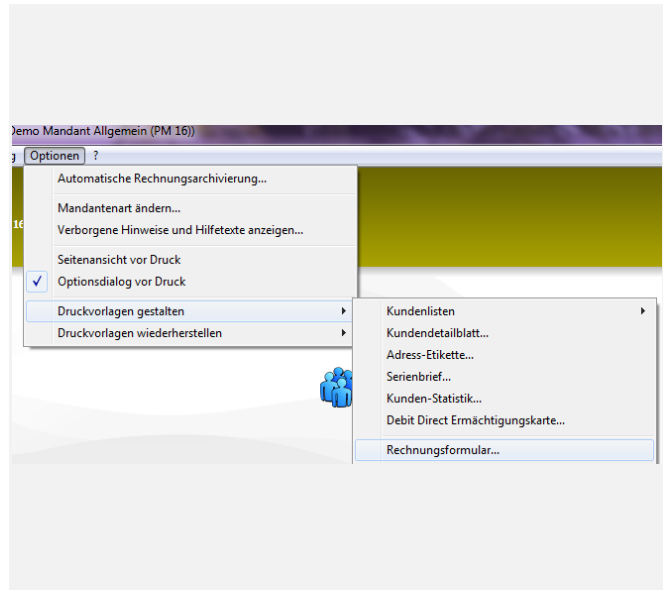 Demo Mandant Allgemein (PM 16))
Optionen ?
Automatische Rechnungsarchivierung...
Mandantenart ändern...
16
Verborgene Hinweise und Hilfetexte anzeigen...
Seitenansicht vor Druck
Optionsdialog vor Druck
Druckvorlagen gestalten
Druckvorlagen wiederherstellen
Kundenlisten
Kundendetailblatt...
Adress-Etikette...
Serienbrief...
Kunden-Statistik...
Debit Direct Ermächtigungskarte...
Rechnungsformular...